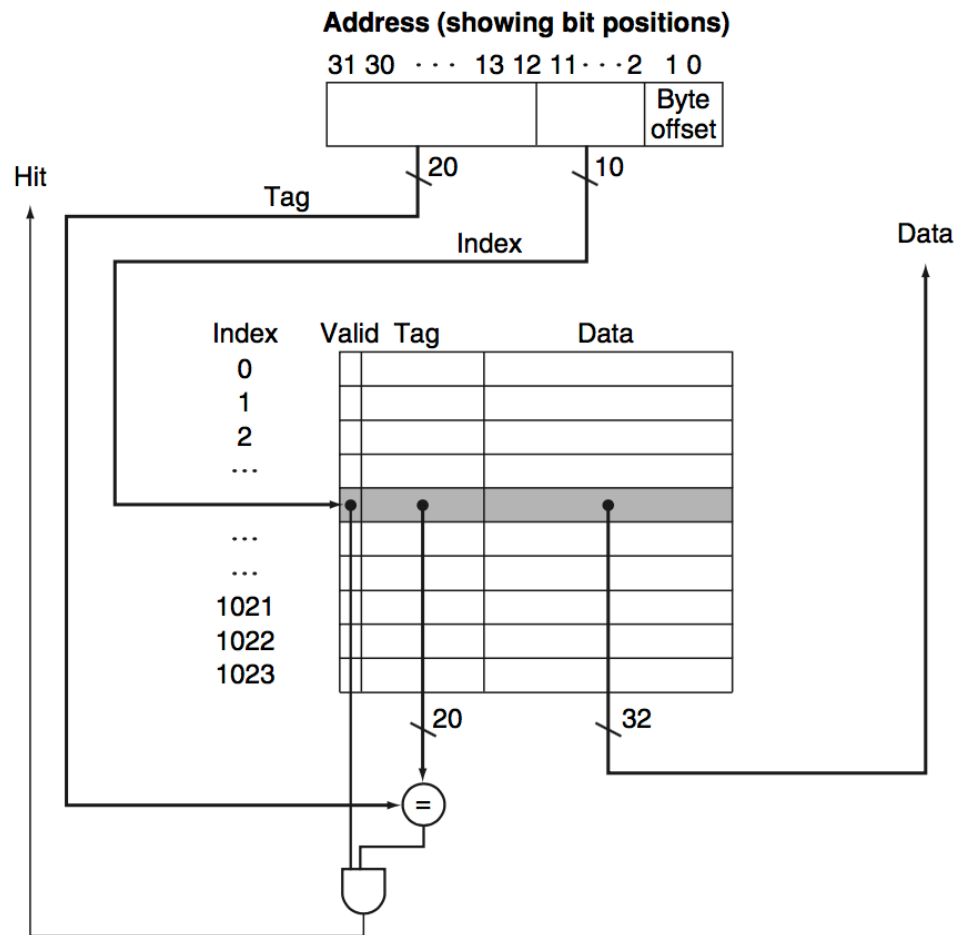 Address (showing bit positions)
31 30 ··· 13 12 11 ··· 2 1 0
Byte
offset
20
10
Hit
Tag
Index
Data
Index Valid Tag Data
0
1
2
...
...
...
1021
1022
1023
20
32
=